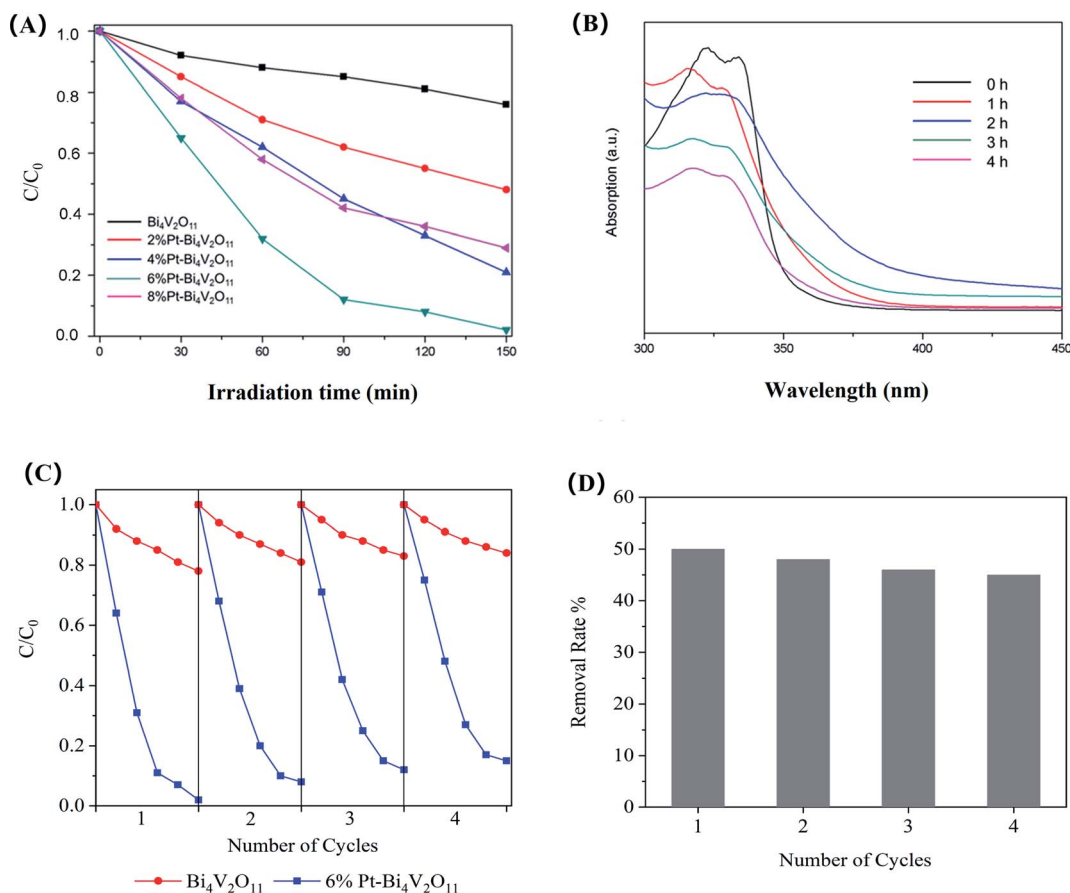 (A)
1.0
0.8
0.6
0.4
0.2
0.0
C/C₀
Bi₄V₂O₁₁
2%Pt-Bi₄V₂O₁₁
4%Pt-Bi₄V₂O₁₁
6%Pt-Bi₄V₂O₁₁
8%Pt-Bi₄V₂O₁₁
0 30 60 90 120 150
Irradiation time (min)
(B)
Absorption (a.u.)
0 h
1 h
2 h
3 h
4 h
300 350 400 450
Wavelength (nm)
(C)
1.0
0.8
0.6
0.4
0.2
0.0
C/C₀
1 2 3 4
Number of Cycles
Bi₄V₂O₁₁ 6% Pt-Bi₄V₂O₁₁
(D)
60
50
40
30
20
10
0
Removal Rate %
1 2 3 4
Number of Cycles